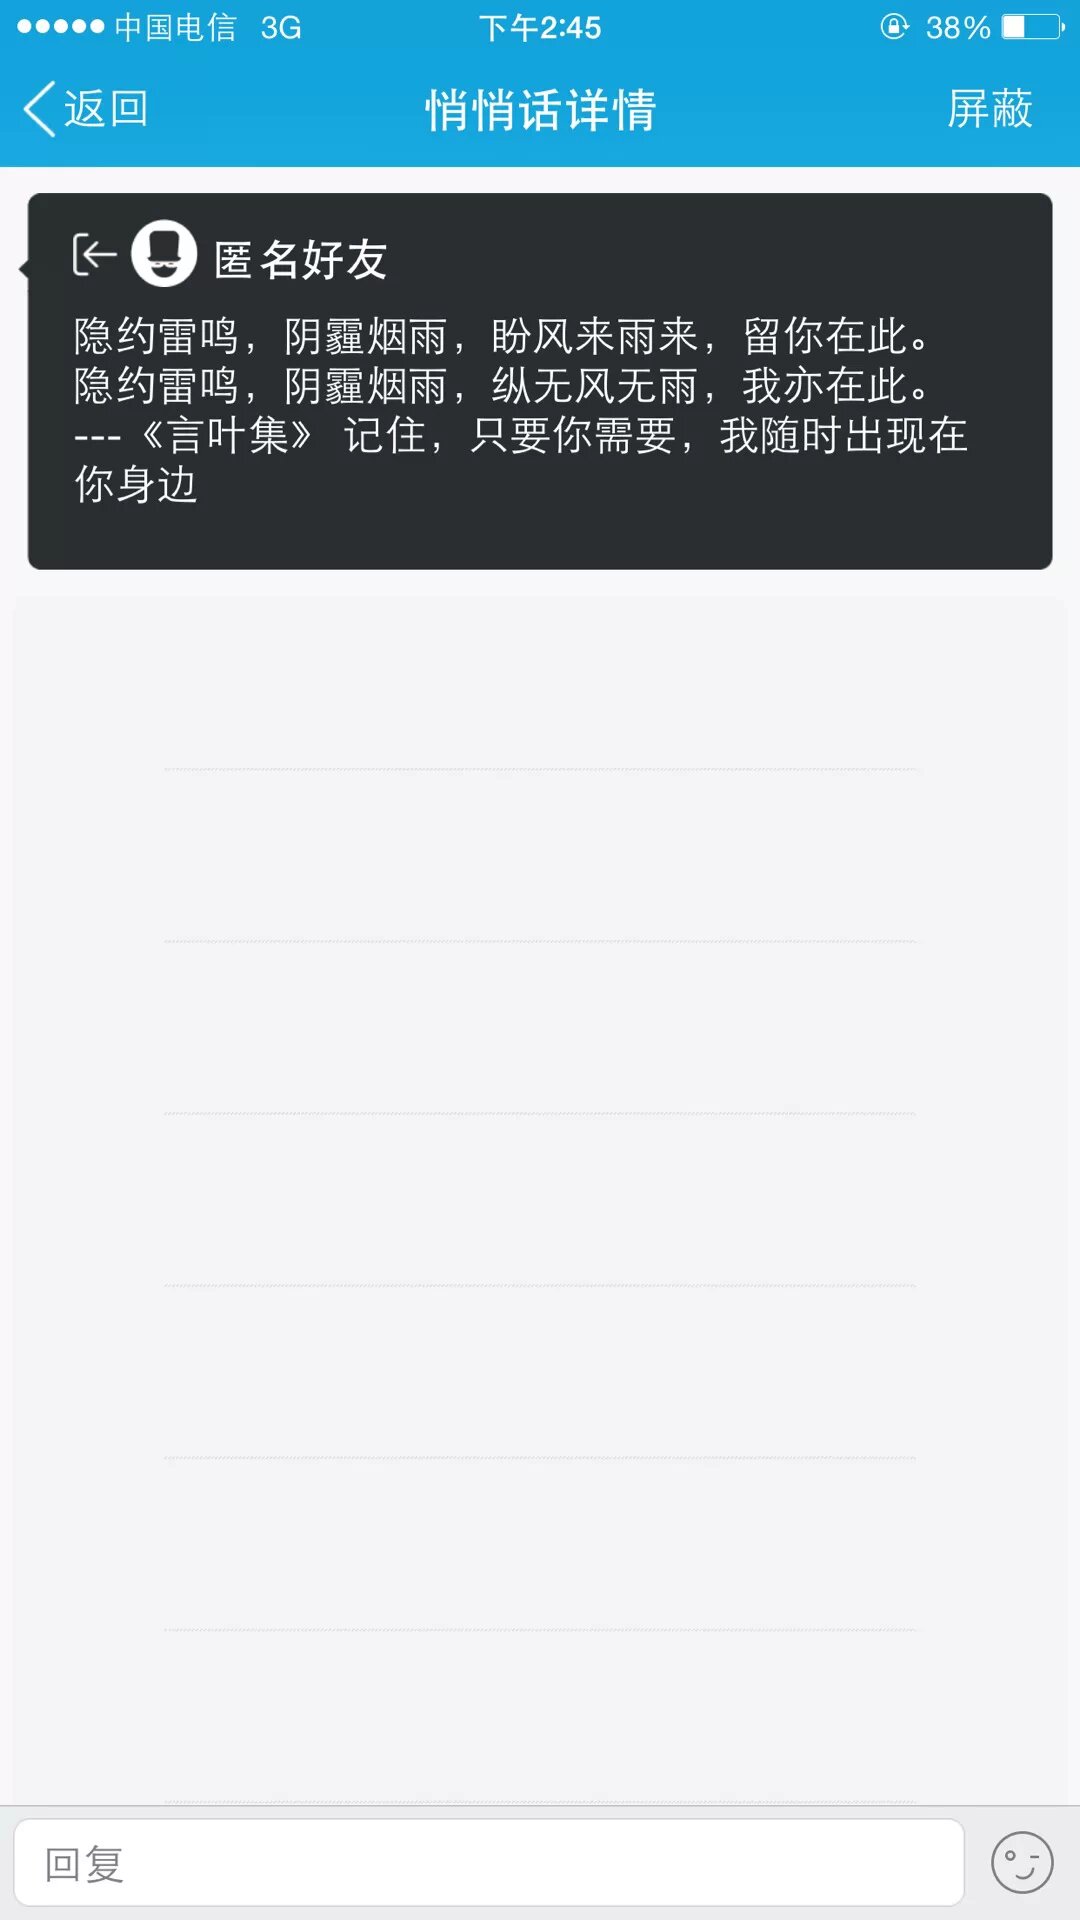 中国电信 3G 下午2:45 38%
返回 悄悄话详情 屏蔽
匿名好友
隐约雷鸣，阴霾烟雨，盼风来雨来，留你在此。
隐约雷鸣，阴霾烟雨，纵无风无雨，我亦在此。
---《言叶集》 记住，只要你需要，我随时出现在
你身边
回复